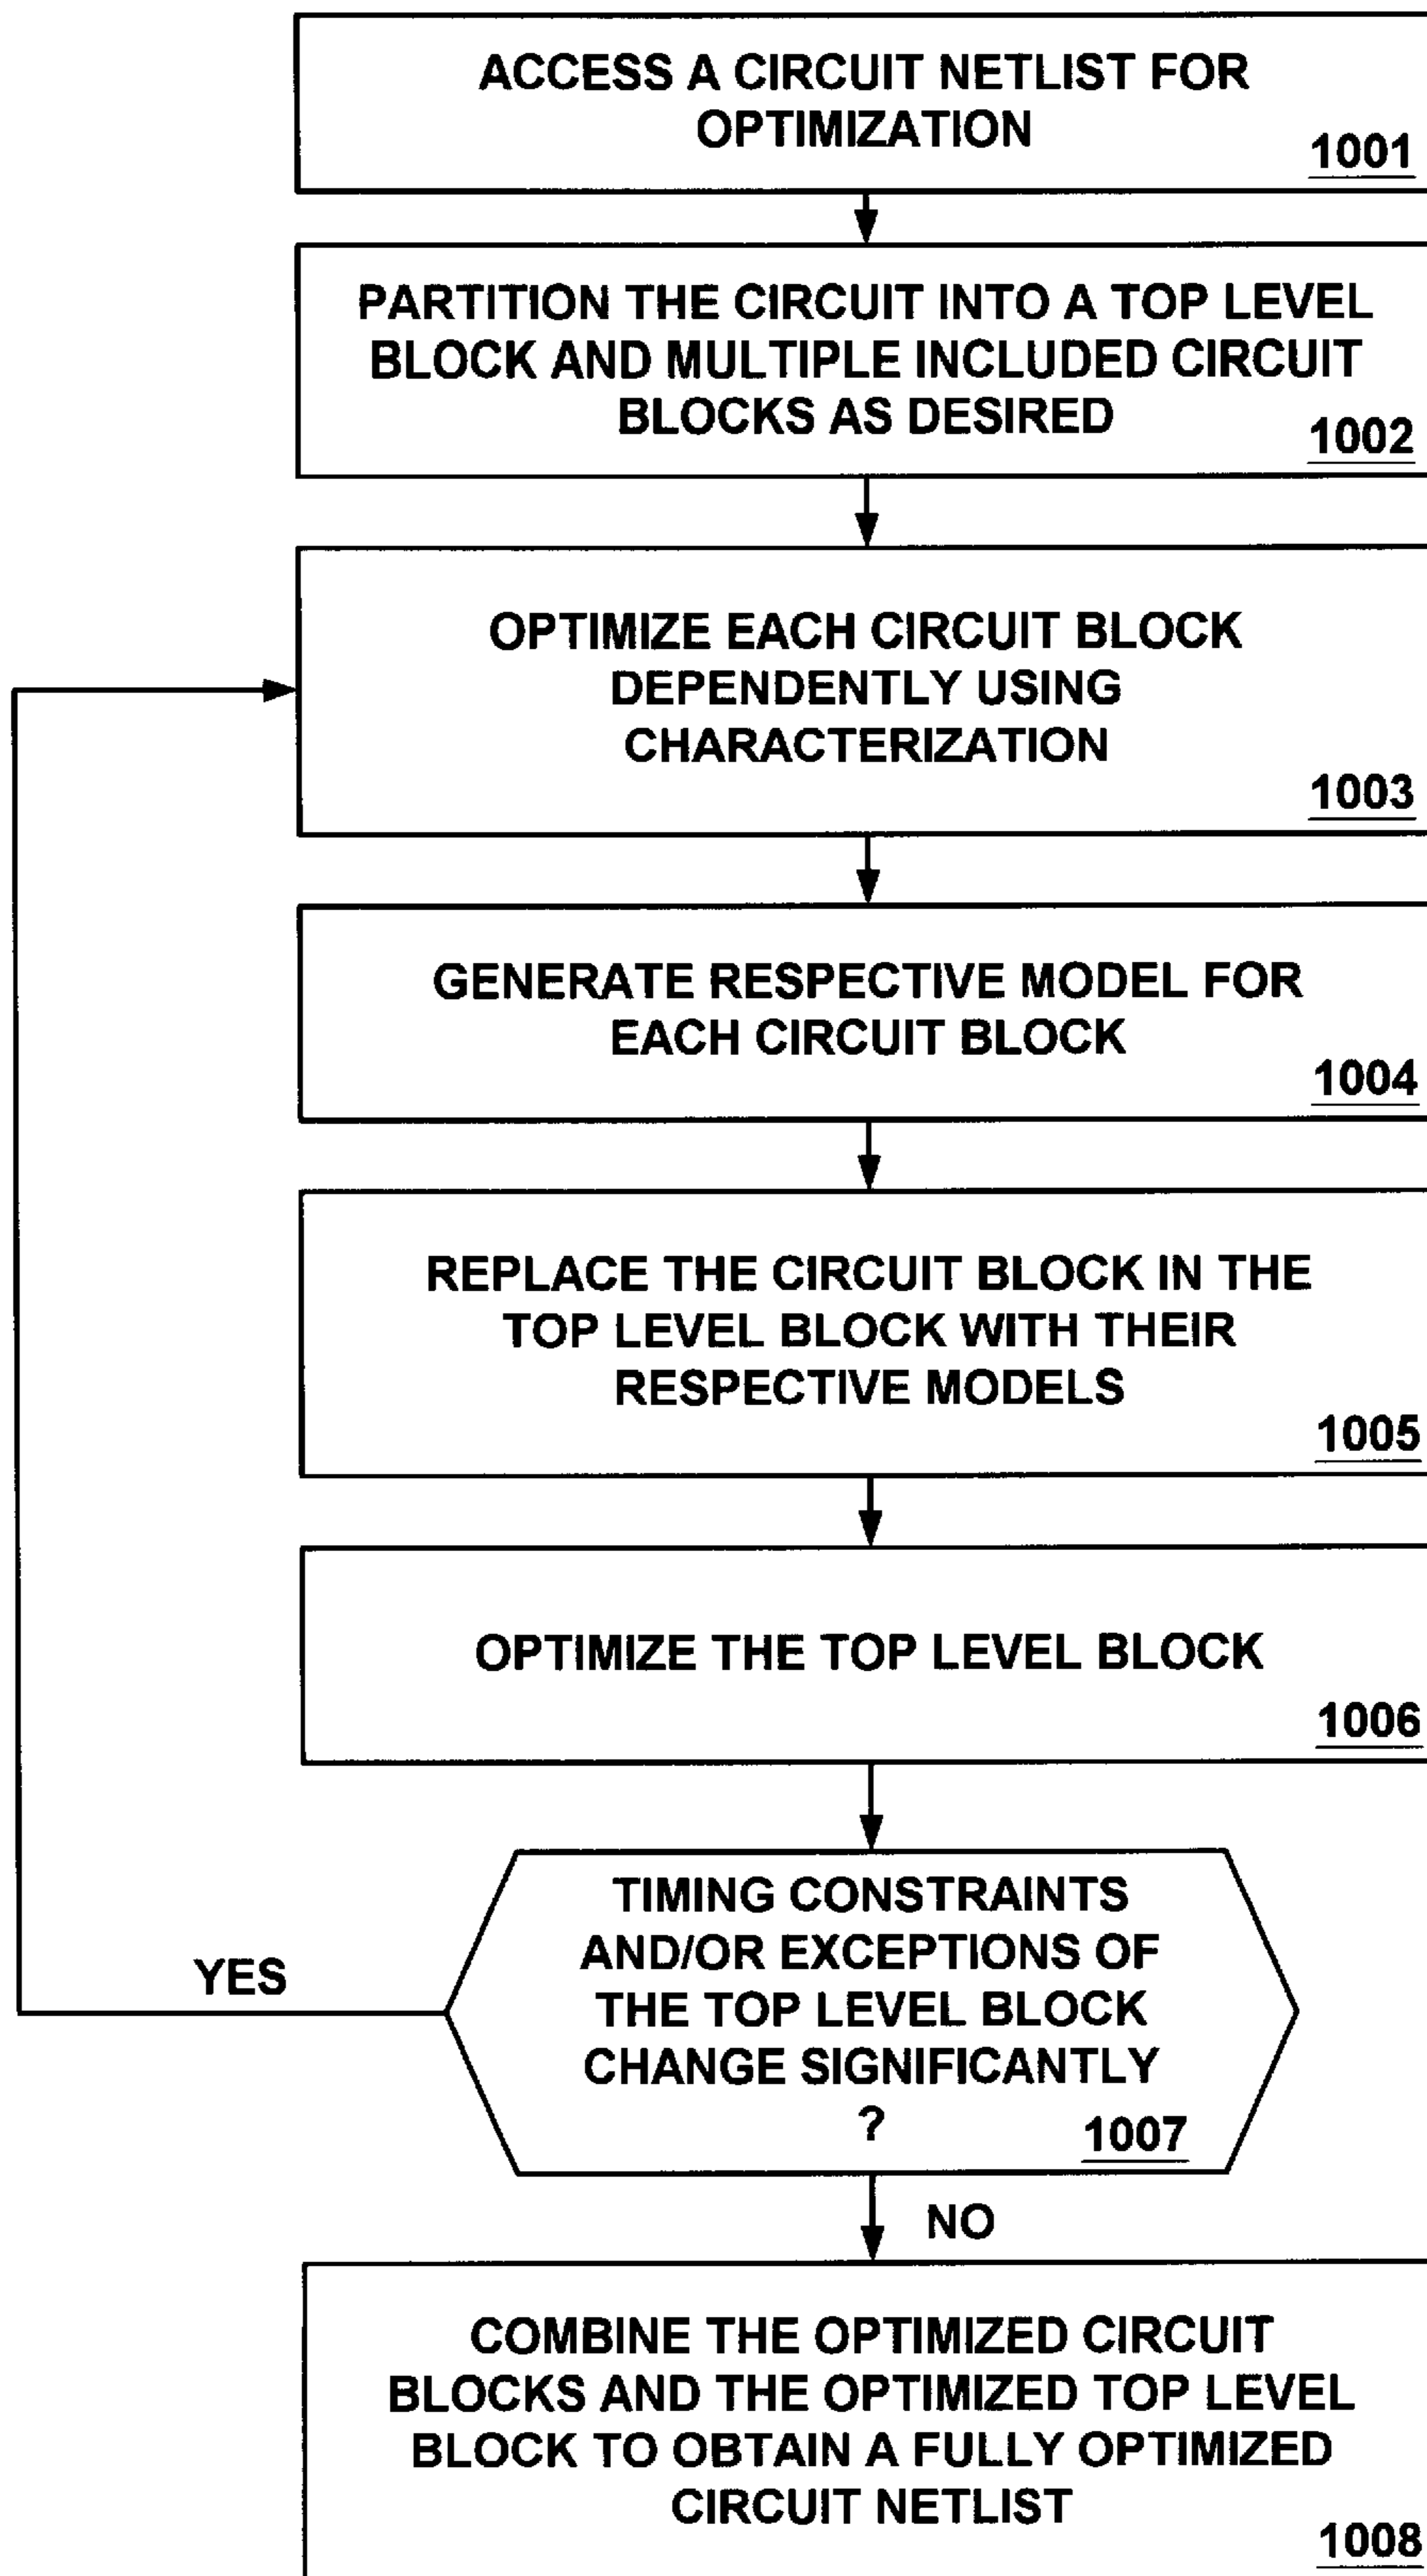 ACCESS A CIRCUIT NETLIST FOR
OPTIMIZATION
1001
PARTITION THE CIRCUIT INTO A TOP LEVEL
BLOCK AND MULTIPLE INCLUDED CIRCUIT
BLOCKS AS DESIRED
1002
OPTIMIZE EACH CIRCUIT BLOCK
DEPENDENTLY USING
CHARACTERIZATION
1003
GENERATE RESPECTIVE MODEL FOR
EACH CIRCUIT BLOCK
1004
REPLACE THE CIRCUIT BLOCK IN THE
TOP LEVEL BLOCK WITH THEIR
RESPECTIVE MODELS
1005
OPTIMIZE THE TOP LEVEL BLOCK
1006
TIMING CONSTRAINTS
AND/OR EXCEPTIONS OF
THE TOP LEVEL BLOCK
CHANGE SIGNIFICANTLY
?
1007
YES
NO
COMBINE THE OPTIMIZED CIRCUIT
BLOCKS AND THE OPTIMIZED TOP LEVEL
BLOCK TO OBTAIN A FULLY OPTIMIZED
CIRCUIT NETLIST
1008